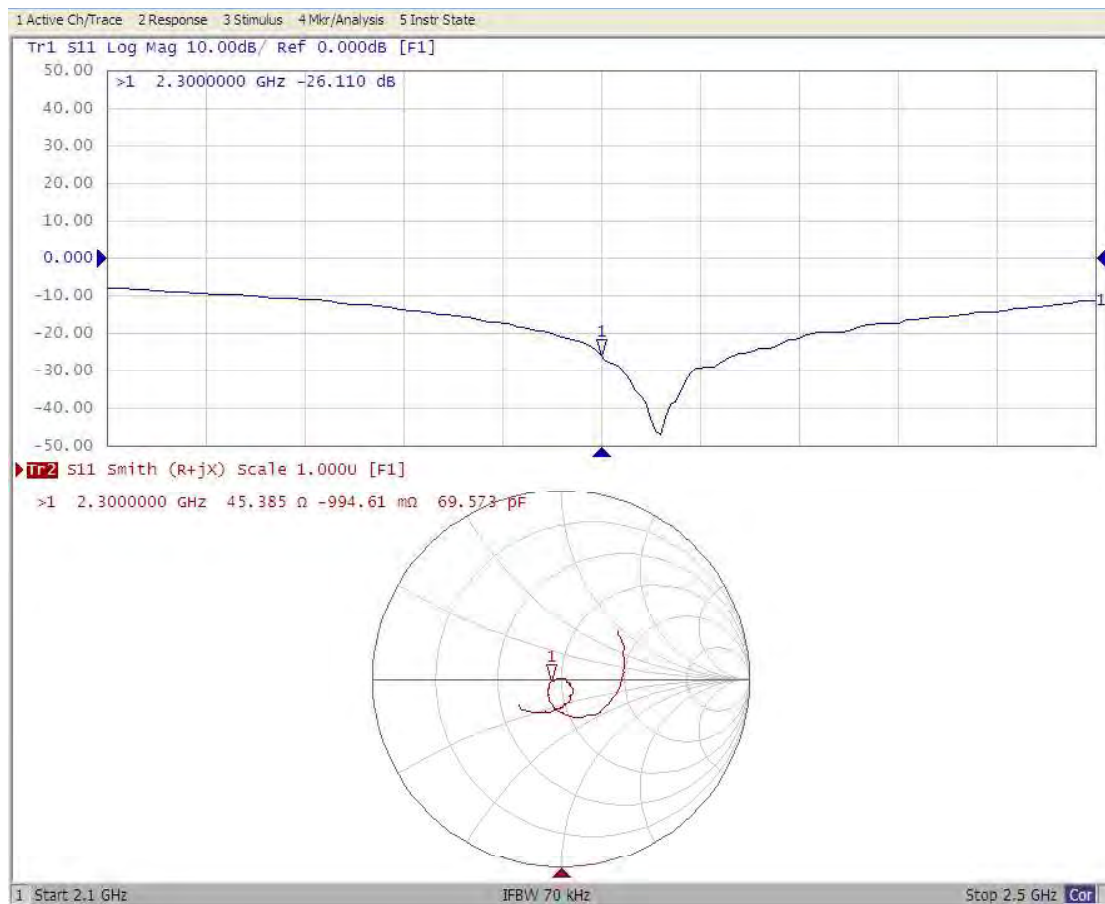 1 Active Ch/Trace 2 Response 3 Stimulus 4 Mkr/Analysis 5 Instr State
Tr1 S11 Log Mag 10.00dB/ Ref 0.000dB [F1]
50.00
>1 2.3000000 GHz -26.110 dB
40.00
30.00
20.00
10.00
0.000
-10.00
1
-20.00
1
-30.00
-40.00
-50.00
Tr2 S11 Smith (R+jX) Scale 1.000U [F1]
>1 2.3000000 GHz 45.385 Ω -994.61 mΩ 69.573 pF
1
1 Start 2.1 GHz IFBW 70 kHz Stop 2.5 GHz Cor